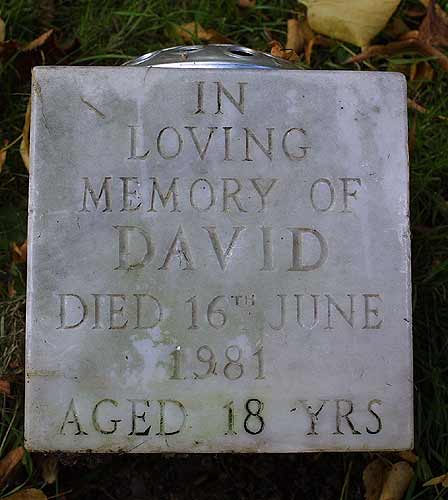 IN
LOVING
MEMORY OF
DAVID
DIED 16TH JUNE
1981
AGED 18 YRS